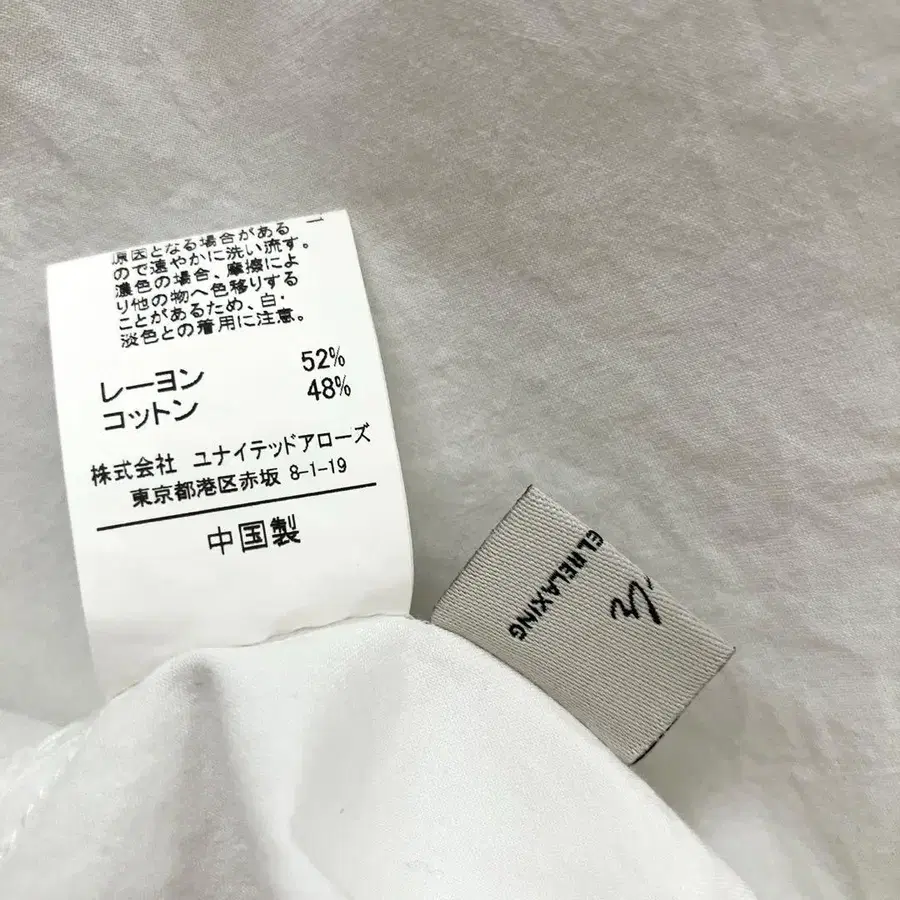 原因となる場合がある
ので速やかに洗い流す。
濃色の場合、摩擦によ
り他の物へ色移りする
ことがあるため、白・
淡色との着用に注意。
レーヨン 52%
コットン 48%
株式会社 ユナイテッドアローズ
東京都港区赤坂 8-1-19
中国製
EL RELAXING